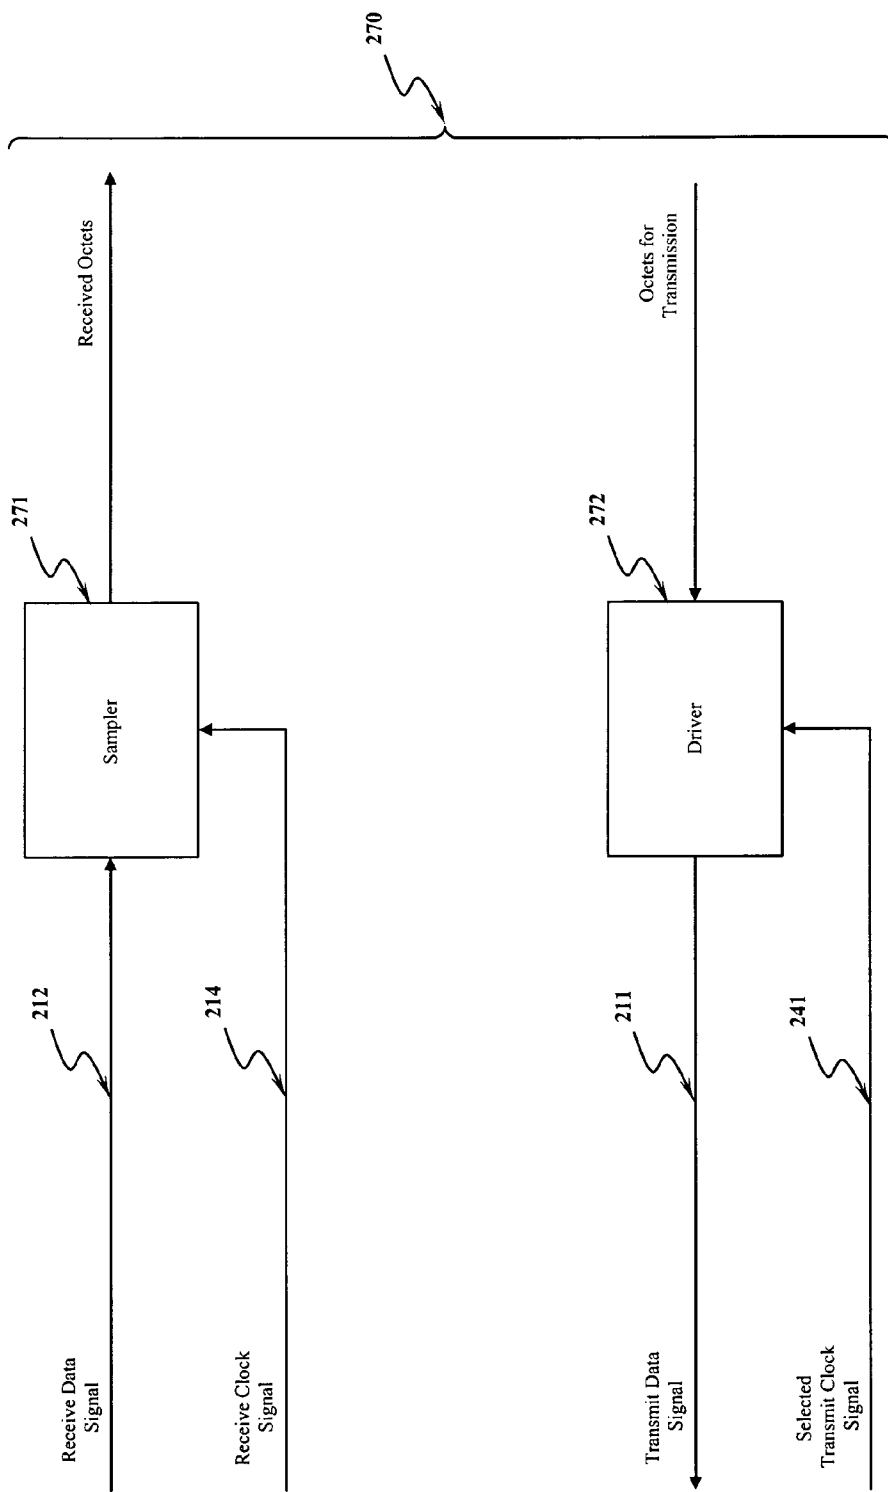 270
Received Octets
271
Sampler
212
Receive Data
Signal
214
Receive Clock
Signal
Octets for
Transmission
272
Driver
211
Transmit Data
Signal
241
Selected
Transmit Clock
Signal